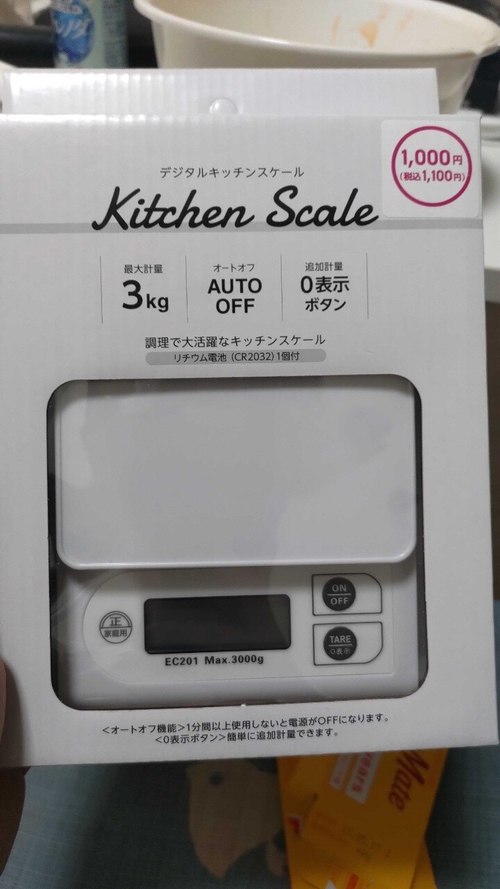 デジタルキッチンスケール
Kitchen Scale
1,000円
(税込1,100円)
最大計量
3kg
オートオフ
AUTO
OFF
追加計量
0表示
ボタン
調理で大活躍なキッチンスケール
リチウム電池（CR2032）1個付
正
家庭用
EC201 Max.3000g
ON
OFF
TARE
0表示
<オートオフ機能>1分間以上使用しないと電源がOFFになります。
<0表示ボタン>簡単に追加計量できます。
Mate